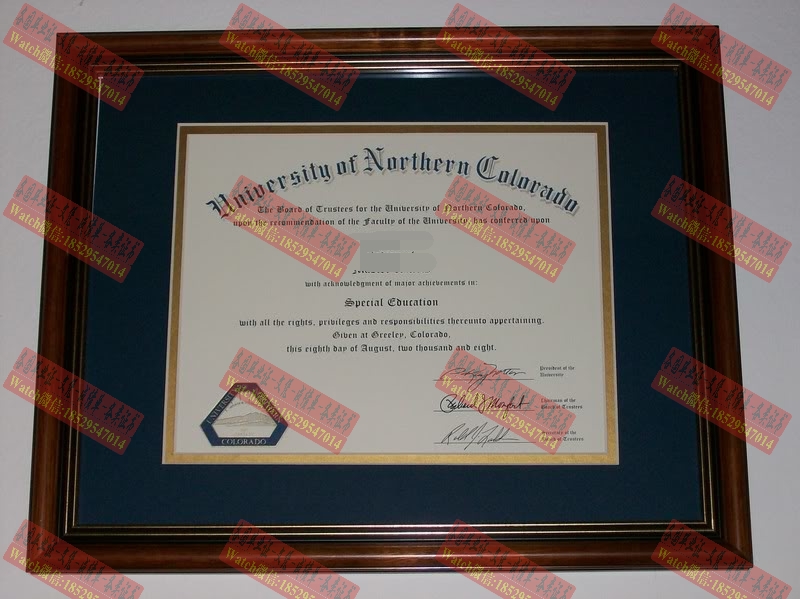 University of Northern Colorado
The Board of Trustees for the University of Northern Colorado,
upon the recommendation of the Faculty of the University, has conferred upon
with acknowledgment of major achievements in:
Special Education
with all the rights, privileges and responsibilities thereunto appertaining.
Given at Greeley, Colorado,
this eighth day of August, two thousand and eight.
President of the
University
Board of Trustees
Secretary of the
Board of Trustees
COLORADO
Watch微信:18529547014